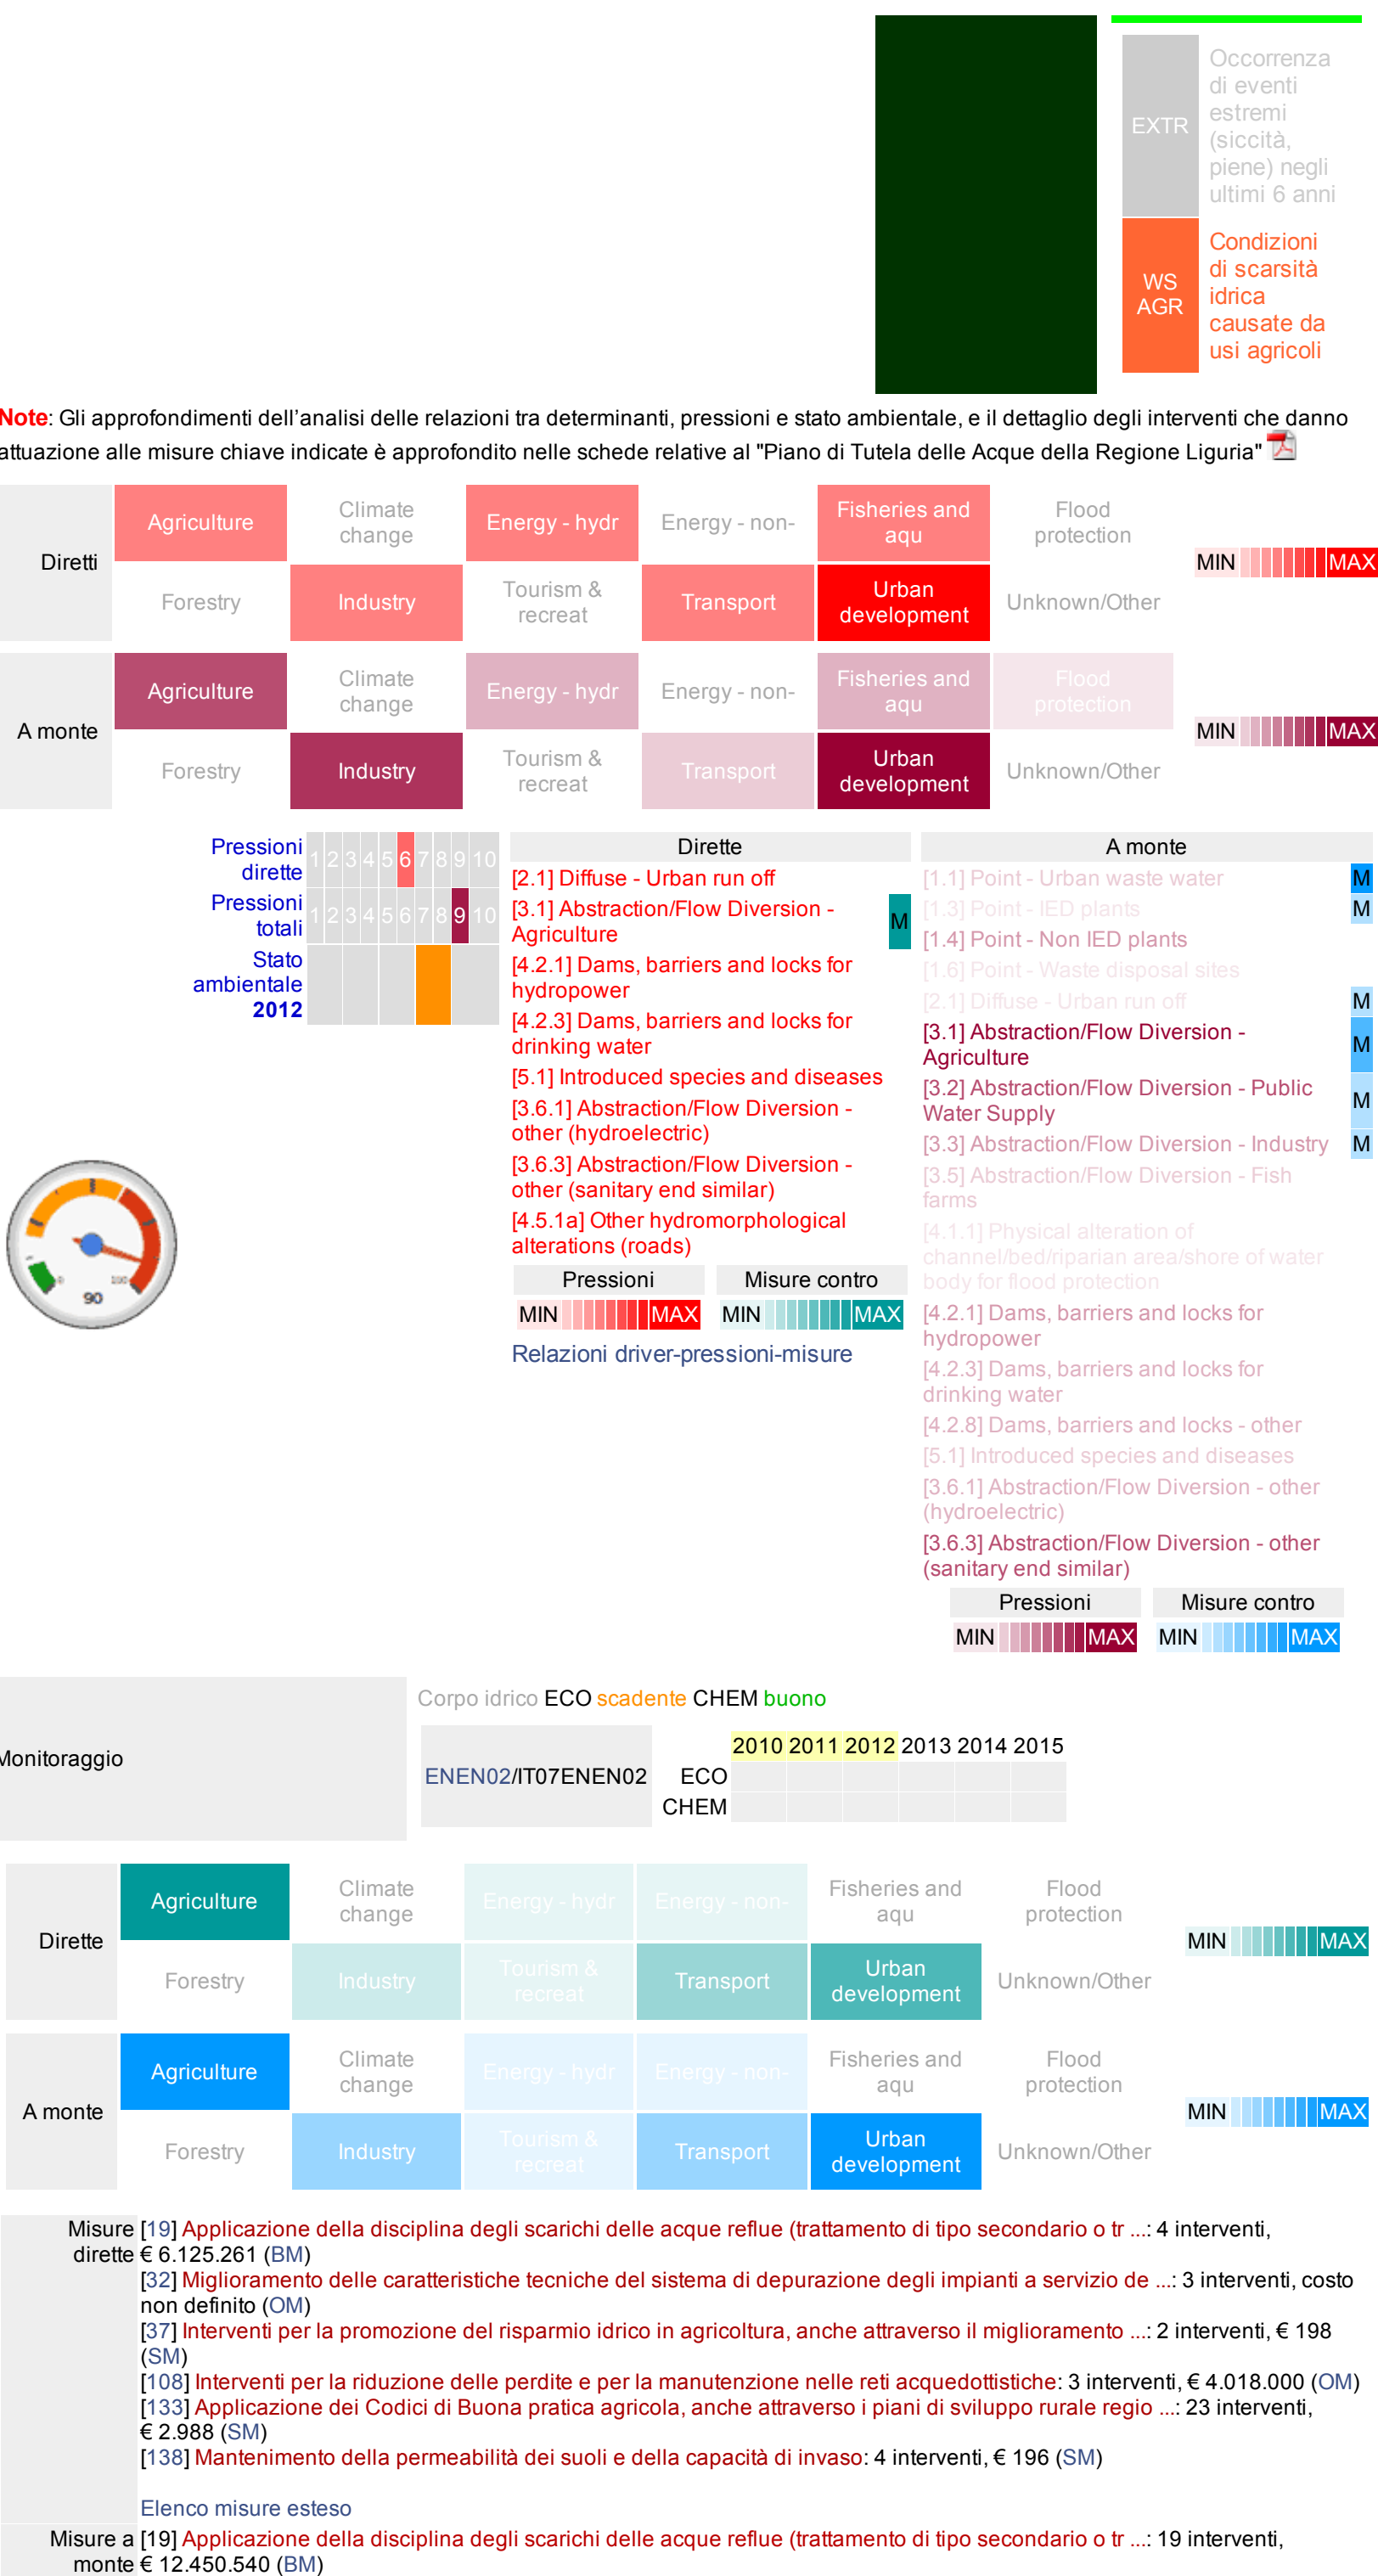 EXTR
Occorrenza
di eventi
estremi
(siccità,
piene) negli
ultimi 6 anni
WS
AGR
Condizioni
di scarsità
idrica
causate da
usi agricoli
Note: Gli approfondimenti dell'analisi delle relazioni tra determinanti, pressioni e stato ambientale, e il dettaglio degli interventi che danno
attuazione alle misure chiave indicate è approfondito nelle schede relative al "Piano di Tutela delle Acque della Regione Liguria"
Diretti
Agriculture
Climate
change
Energy - hydr
Energy - non-
Fisheries and
aqu
Flood
protection
Forestry
Industry
Tourism &
recreat
Transport
Urban
development
Unknown/Other
MIN MAX
A monte
Agriculture
Climate
change
Energy - hydr
Energy - non-
Fisheries and
aqu
Flood
protection
Forestry
Industry
Tourism &
recreat
Transport
Urban
development
Unknown/Other
MIN MAX
Pressioni
dirette
1 2 3 4 5 6 7 8 9 10
Pressioni
totali
1 2 3 4 5 6 7 8 9 10
Stato
ambientale
2012
0 100
90
Dirette
[2.1] Diffuse - Urban run off
[3.1] Abstraction/Flow Diversion -
Agriculture
M
[4.2.1] Dams, barriers and locks for
hydropower
[4.2.3] Dams, barriers and locks for
drinking water
[5.1] Introduced species and diseases
[3.6.1] Abstraction/Flow Diversion -
other (hydroelectric)
[3.6.3] Abstraction/Flow Diversion -
other (sanitary end similar)
[4.5.1a] Other hydromorphological
alterations (roads)
Pressioni Misure contro
MIN MAX MIN MAX
Relazioni driver-pressioni-misure
A monte
[1.1] Point - Urban waste water M
[1.3] Point - IED plants M
[1.4] Point - Non IED plants
[1.6] Point - Waste disposal sites
[2.1] Diffuse - Urban run off M
[3.1] Abstraction/Flow Diversion -
Agriculture
M
[3.2] Abstraction/Flow Diversion - Public
Water Supply
M
[3.3] Abstraction/Flow Diversion - Industry M
[3.5] Abstraction/Flow Diversion - Fish
farms
[4.1.1] Physical alteration of
channel/bed/riparian area/shore of water
body for flood protection
[4.2.1] Dams, barriers and locks for
hydropower
[4.2.3] Dams, barriers and locks for
drinking water
[4.2.8] Dams, barriers and locks - other
[5.1] Introduced species and diseases
[3.6.1] Abstraction/Flow Diversion - other
(hydroelectric)
[3.6.3] Abstraction/Flow Diversion - other
(sanitary end similar)
Pressioni Misure contro
MIN MAX MIN MAX
Monitoraggio
Corpo idrico ECO scadente CHEM buono
2010 2011 2012 2013 2014 2015
ENEN02/IT07ENEN02
ECO
CHEM
Dirette
Agriculture
Climate
change
Energy - hydr
Energy - non-
Fisheries and
aqu
Flood
protection
Forestry
Industry
Tourism &
recreat
Transport
Urban
development
Unknown/Other
MIN MAX
A monte
Agriculture
Climate
change
Energy - hydr
Energy - non-
Fisheries and
aqu
Flood
protection
Forestry
Industry
Tourism &
recreat
Transport
Urban
development
Unknown/Other
MIN MAX
Misure
dirette
[19] Applicazione della disciplina degli scarichi delle acque reflue (trattamento di tipo secondario o tr ...: 4 interventi,
€ 6.125.261 (BM)
[32] Miglioramento delle caratteristiche tecniche del sistema di depurazione degli impianti a servizio de ...: 3 interventi, costo
non definito (OM)
[37] Interventi per la promozione del risparmio idrico in agricoltura, anche attraverso il miglioramento ...: 2 interventi, € 198
(SM)
[108] Interventi per la riduzione delle perdite e per la manutenzione nelle reti acquedottistiche: 3 interventi, € 4.018.000 (OM)
[133] Applicazione dei Codici di Buona pratica agricola, anche attraverso i piani di sviluppo rurale regio ...: 23 interventi,
€ 2.988 (SM)
[138] Mantenimento della permeabilità dei suoli e della capacità di invaso: 4 interventi, € 196 (SM)
Elenco misure esteso
Misure a
monte
[19] Applicazione della disciplina degli scarichi delle acque reflue (trattamento di tipo secondario o tr ...: 19 interventi,
€ 12.450.540 (BM)